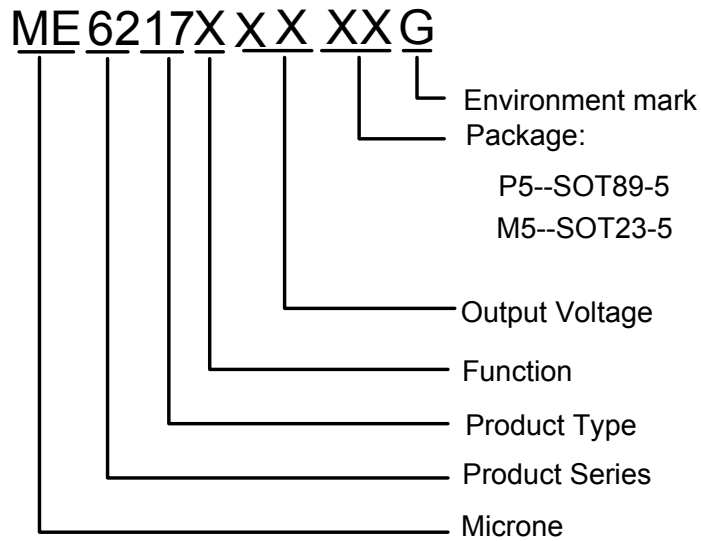 ME6217X XX XXG
Environment mark
Package:
P5--SOT89-5
M5--SOT23-5
Output Voltage
Function
Product Type
Product Series
Microne